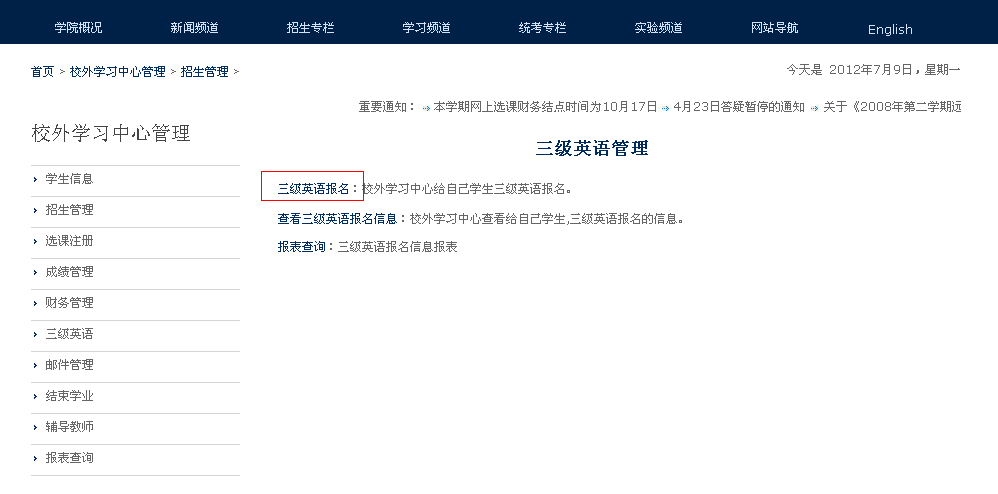 学院概况 新闻频道 招生专栏 学习频道 统考专栏 实验频道 网站导航 English
首页 > 校外学习中心管理 > 招生管理 >
今天是 2012年7月9日，星期一
重要通知： 本学期网上选课财务结点时间为10月17日 4月23日答疑暂停的通知 关于《2008年第二学期远
校外学习中心管理
学生信息
招生管理
选课注册
成绩管理
财务管理
三级英语
邮件管理
结束学业
辅导教师
报表查询
三级英语管理
三级英语报名：校外学习中心给自己学生三级英语报名。
查看三级英语报名信息：校外学习中心查看给自己学生,三级英语报名的信息。
报表查询：三级英语报名信息报表